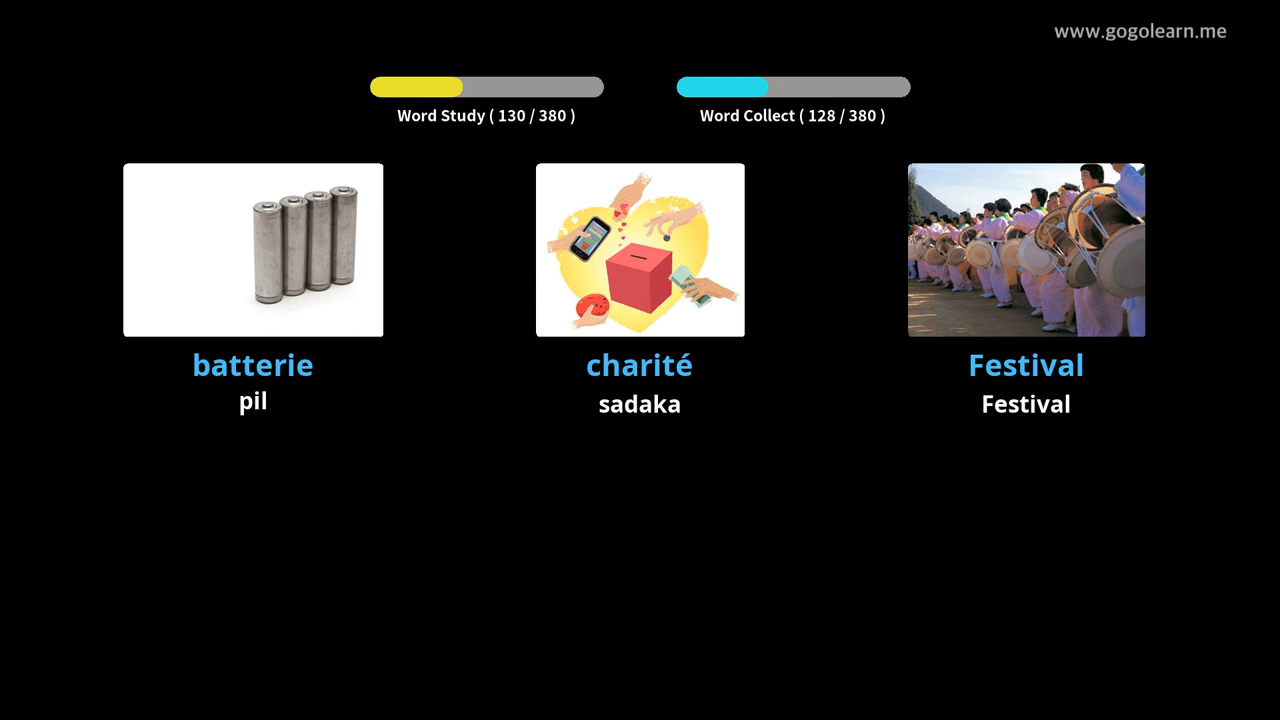 www.gogolearn.me
Word Study ( 130 / 380 )
Word Collect ( 128 / 380 )
batterie
pil
charité
sadaka
Festival
Festival